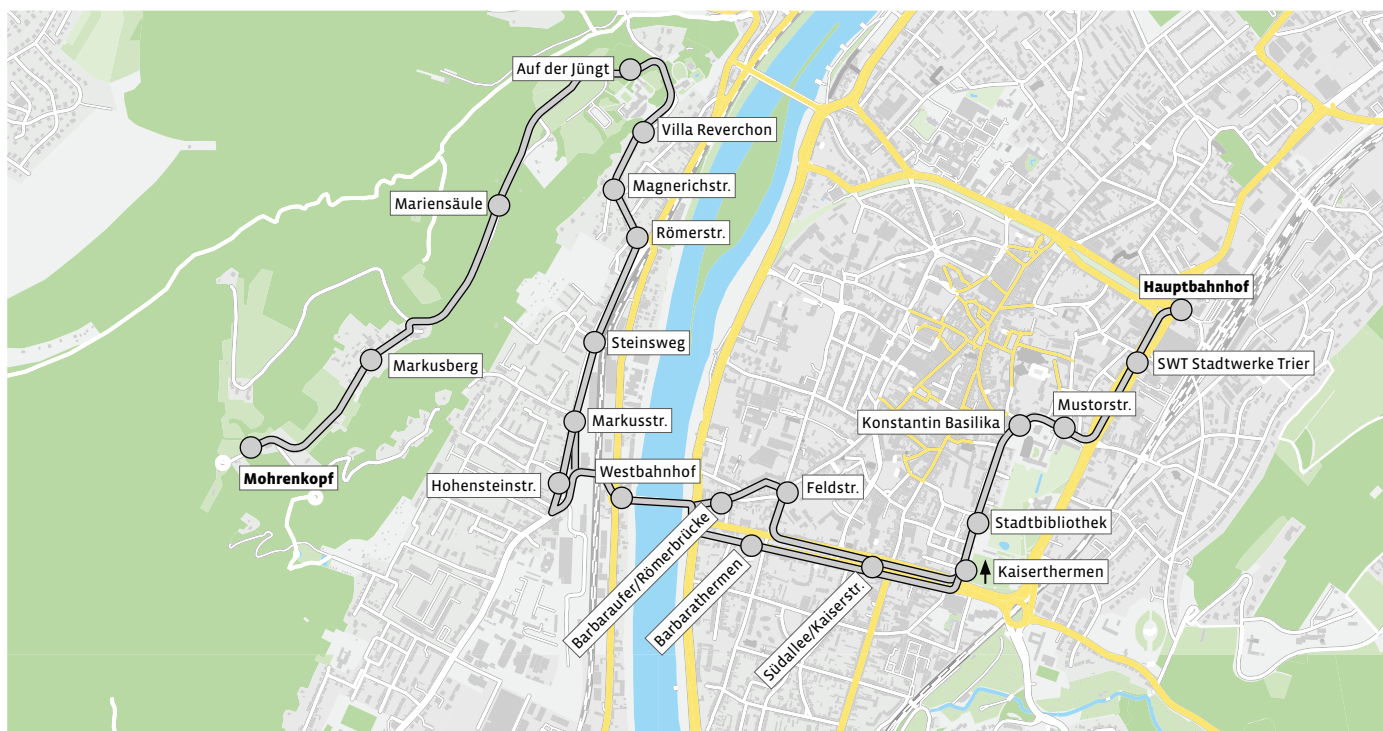 Auf der Jüngt
Villa Reverchon
Magnerichstr.
Mariensäule
Römerstr.
Hauptbahnhof
Steinsweg
SWT Stadtwerke Trier
Markusberg
Mustorstr.
Markusstr.
Konstantin Basilika
Mohrenkopf
Westbahnhof
Hohensteinstr.
Feldstr.
Stadtbibliothek
Barbaraufer/Römerbrücke
Barbarathermen
Südallee/Kaiserstr.
Kaiserthermen